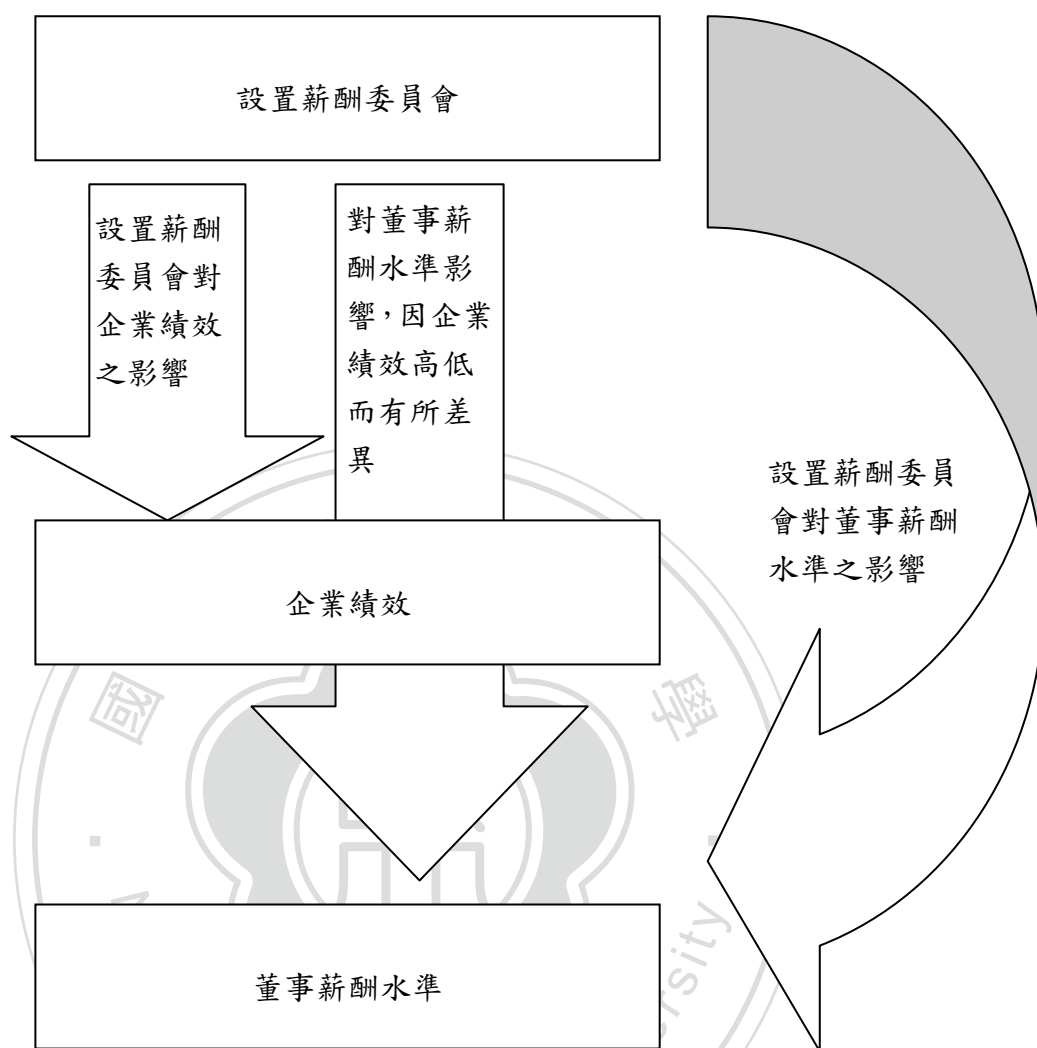 設置薪酬委員會
設置薪酬
委員會對
企業績效
之影響
對董事薪
酬水準影
響，因企業
績效高低
而有所差
異
設置薪酬委員
會對董事薪酬
水準之影響
企業績效
國
學
董事薪酬水準
ersity